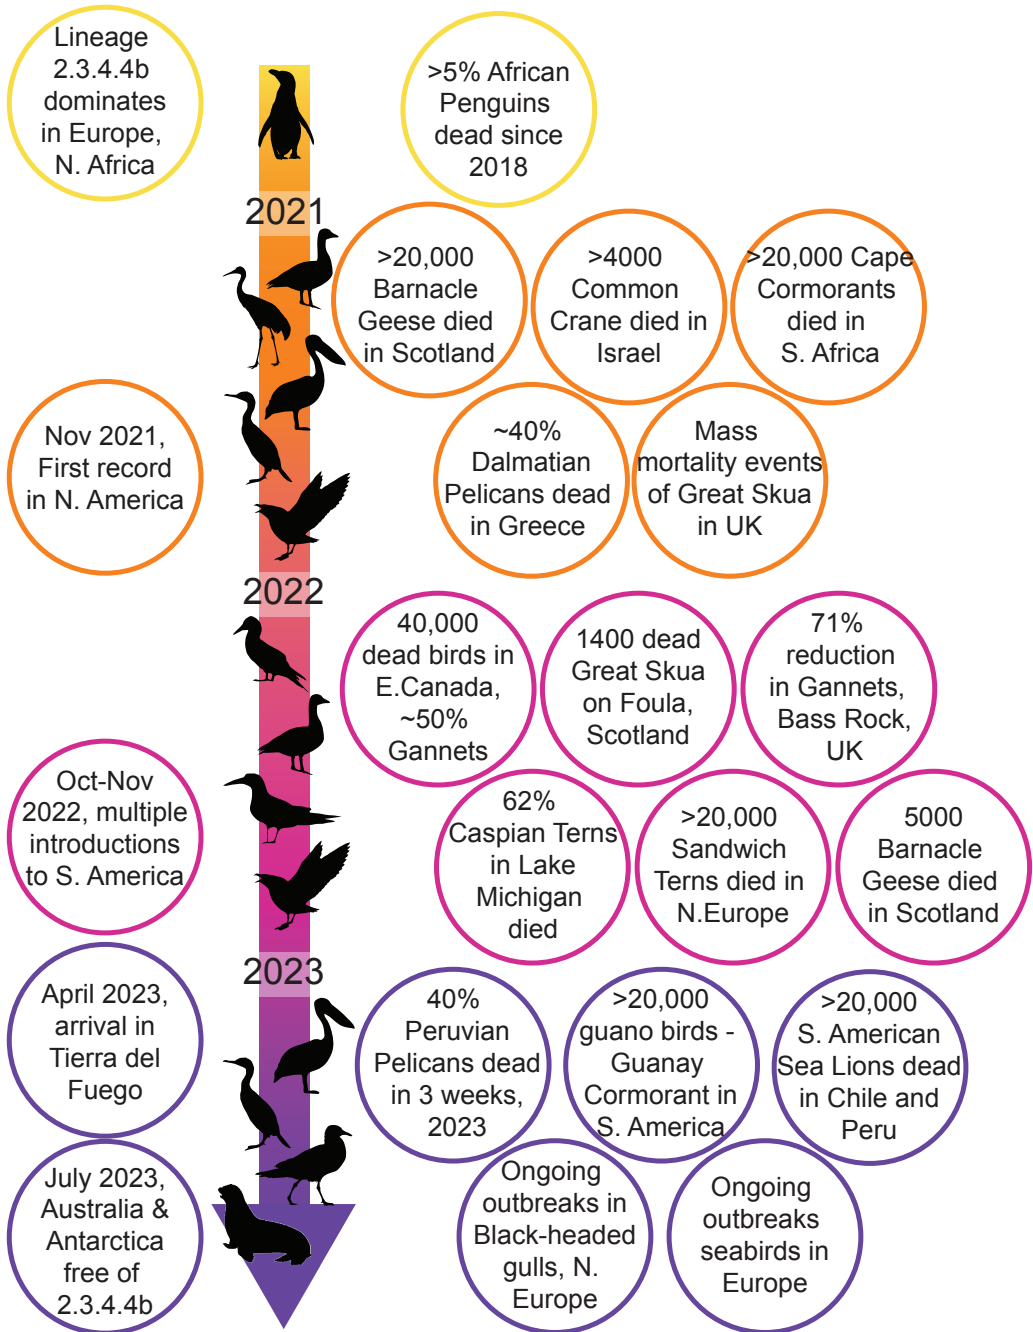 Lineage
2.3.4.4b
dominates
in Europe,
N. Africa
>5% African
Penguins
dead since
2018
2021
>20,000
Barnacle
Geese died
in Scotland
>4000
Common
Crane died in
Israel
>20,000 Cape
Cormorants
died in
S. Africa
Nov 2021,
First record
in N. America
~40%
Dalmatian
Pelicans dead
in Greece
Mass
mortality events
of Great Skua
in UK
2022
40,000
dead birds in
E.Canada,
~50%
Gannets
1400 dead
Great Skua
on Foula,
Scotland
71%
reduction
in Gannets,
Bass Rock,
UK
Oct-Nov
2022, multiple
introductions
to S. America
62%
Caspian Terns
in Lake
Michigan
died
>20,000
Sandwich
Terns died in
N.Europe
5000
Barnacle
Geese died
in Scotland
2023
April 2023,
arrival in
Tierra del
Fuego
40%
Peruvian
Pelicans dead
in 3 weeks,
2023
>20,000
guano birds -
Guanay
Cormorant in
S. America
>20,000
S. American
Sea Lions dead
in Chile and
Peru
July 2023,
Australia &
Antarctica
free of
2.3.4.4b
Ongoing
outbreaks in
Black-headed
gulls, N.
Europe
Ongoing
outbreaks
seabirds in
Europe